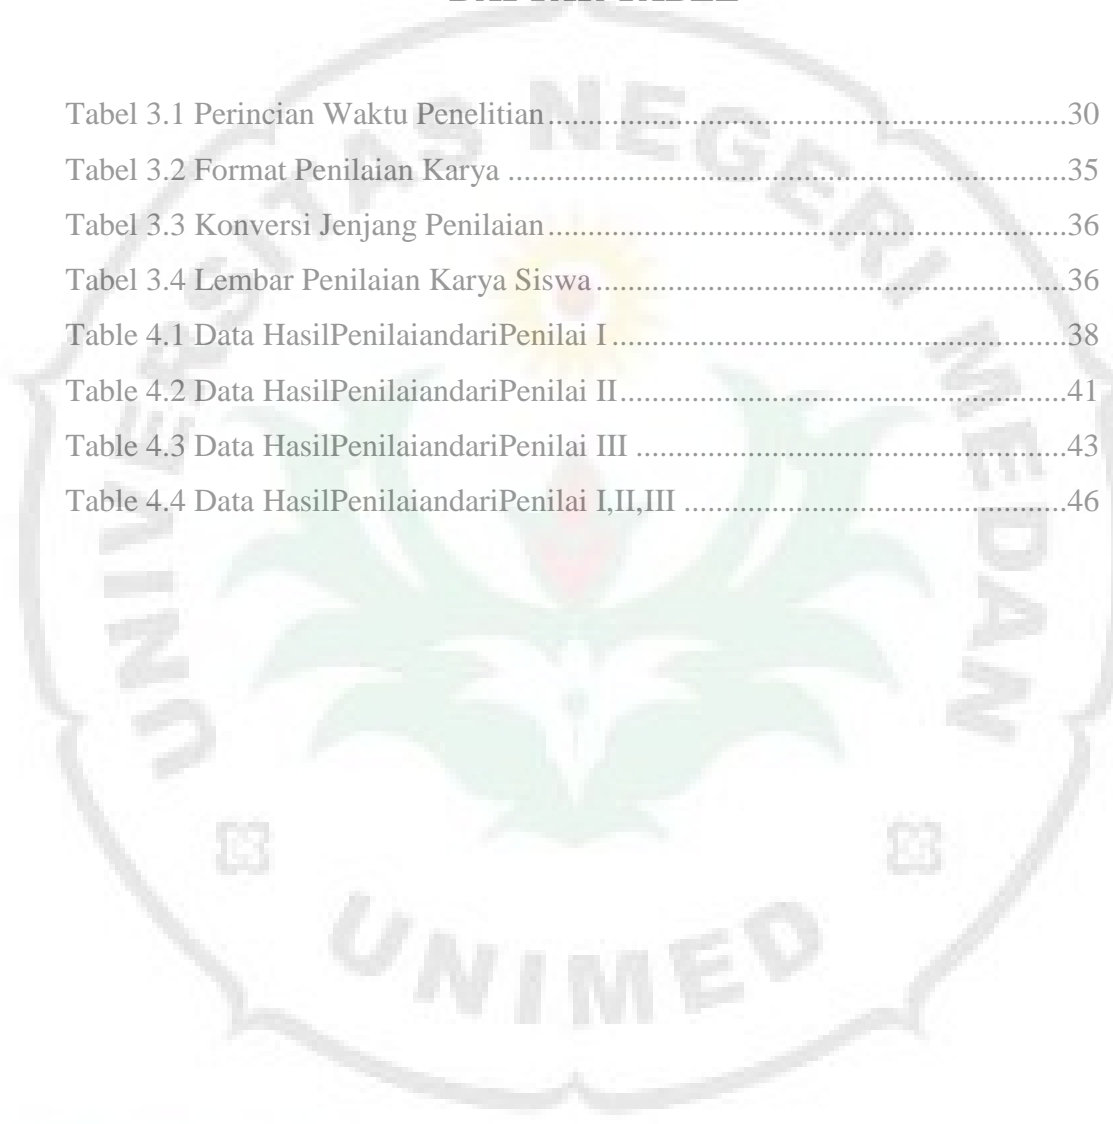 DAFTAR TABEL
Tabel 3.1 Perincian Waktu Penelitian....................................................................30
Tabel 3.2 Format Penilaian Karya .........................................................................35
Tabel 3.3 Konversi Jenjang Penilaian....................................................................36
Tabel 3.4 Lembar Penilaian Karya Siswa..............................................................36
Table 4.1 Data HasilPenilaiandariPenilai I............................................................38
Table 4.2 Data HasilPenilaiandariPenilai II...........................................................41
Table 4.3 Data HasilPenilaiandariPenilai III .........................................................43
Table 4.4 Data HasilPenilaiandariPenilai I,II,III ..................................................46
UNIVERSITAS NEGERI MEDAN
UNIMED